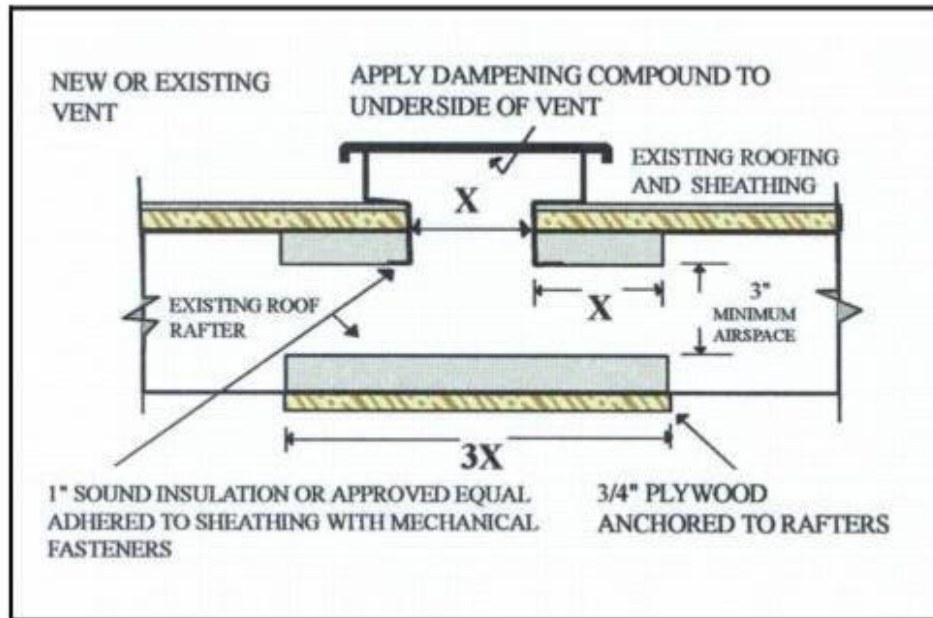 NEW OR EXISTING
VENT
APPLY DAMPENING COMPOUND TO
UNDERSIDE OF VENT
EXISTING ROOFING
AND SHEATHING
X
EXISTING ROOF
RAFTER
X
3"
MINIMUM
AIRSPACE
3X
1" SOUND INSULATION OR APPROVED EQUAL
ADHERED TO SHEATHING WITH MECHANICAL
FASTENERS
3/4" PLYWOOD
ANCHORED TO RAFTERS